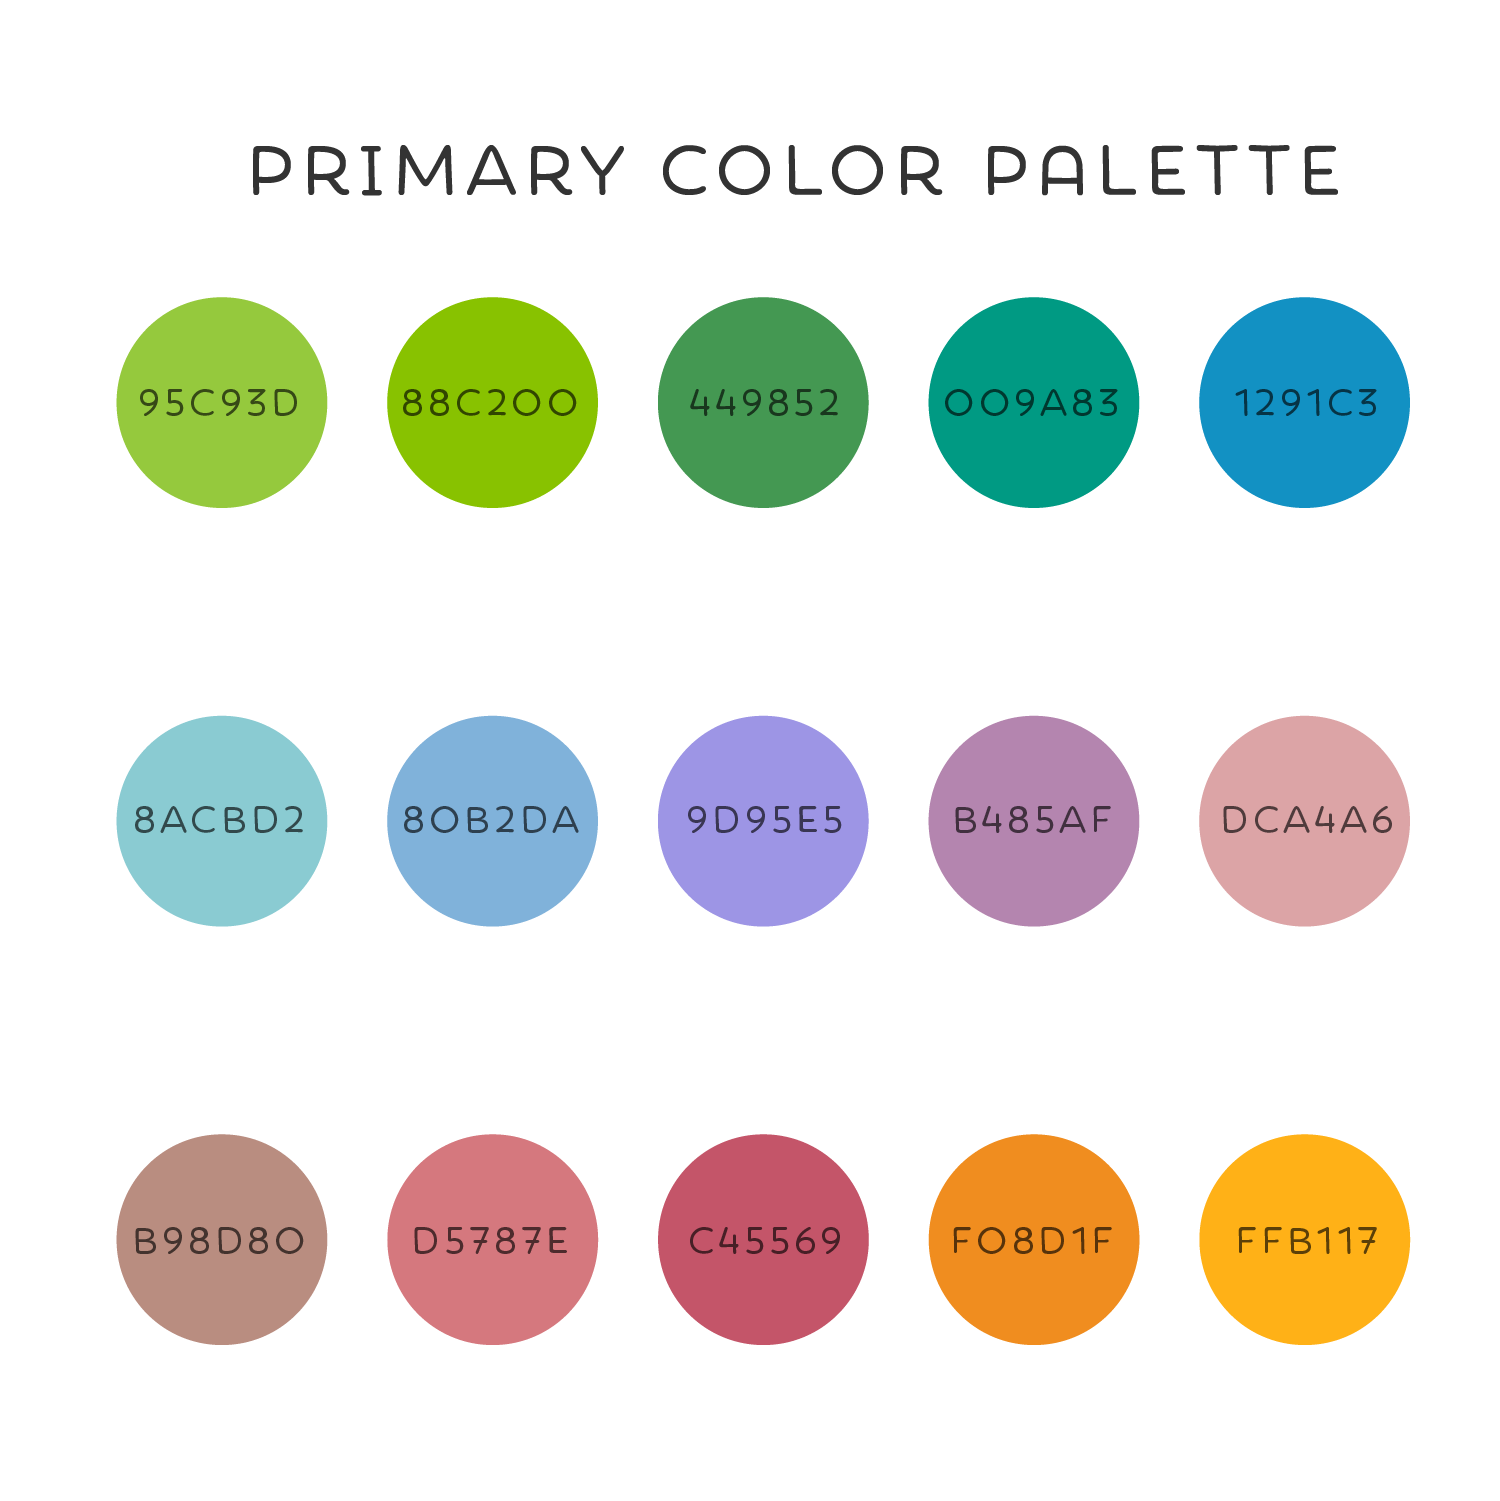 PRIMARY COLOR PALETTE
95C93D 88C200 449852 009A83 1291C3
8ACBD2 80B2DA 9D95E5 B485AF DCA4A6
B98D80 D5787E C45569 F08D1F FFB117